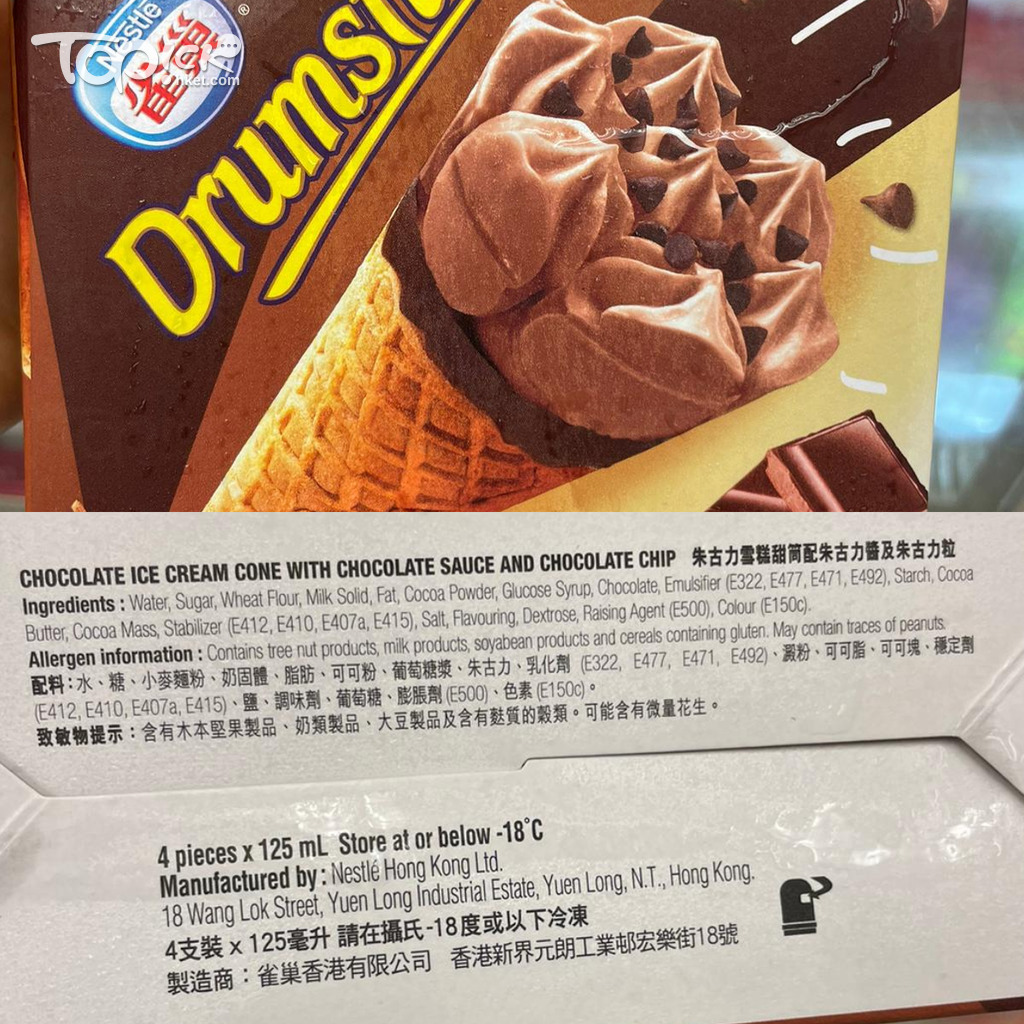 Nestlé
雀巢
®
TOPick
hket.com
CHOCOLATE ICE CREAM CONE WITH CHOCOLATE SAUCE AND CHOCOLATE CHIP 朱古力雪糕甜筒配朱古力醬及朱古力粒
Ingredients : Water, Sugar, Wheat Flour, Milk Solid, Fat, Cocoa Powder, Glucose Syrup, Chocolate, Emulsifier (E322, E477, E471, E492), Starch, Cocoa
Butter, Cocoa Mass, Stabilizer (E412, E410, E407a, E415), Salt, Flavouring, Dextrose, Raising Agent (E500), Colour (E150c).
Allergen information : Contains tree nut products, milk products, soyabean products and cereals containing gluten. May contain traces of peanuts.
配料：水、糖、小麥麵粉、奶固體、脂肪、可可粉、葡萄糖漿、朱古力、乳化劑 (E322, E477, E471, E492)、澱粉、可可脂、可可塊、穩定劑
(E412, E410, E407a, E415)、鹽、調味劑、葡萄糖、膨脹劑 (E500)、色素 (E150c)。
致敏物提示：含有木本堅果製品、奶類製品、大豆製品及含有麩質的穀類。可能含有微量花生。
4 pieces x 125 mL Store at or below -18°C
Manufactured by : Nestlé Hong Kong Ltd.
18 Wang Lok Street, Yuen Long Industrial Estate, Yuen Long, N.T., Hong Kong.
4支裝 x 125毫升 請在攝氏-18度或以下冷凍
製造商：雀巢香港有限公司 香港新界元朗工業邨宏樂街18號